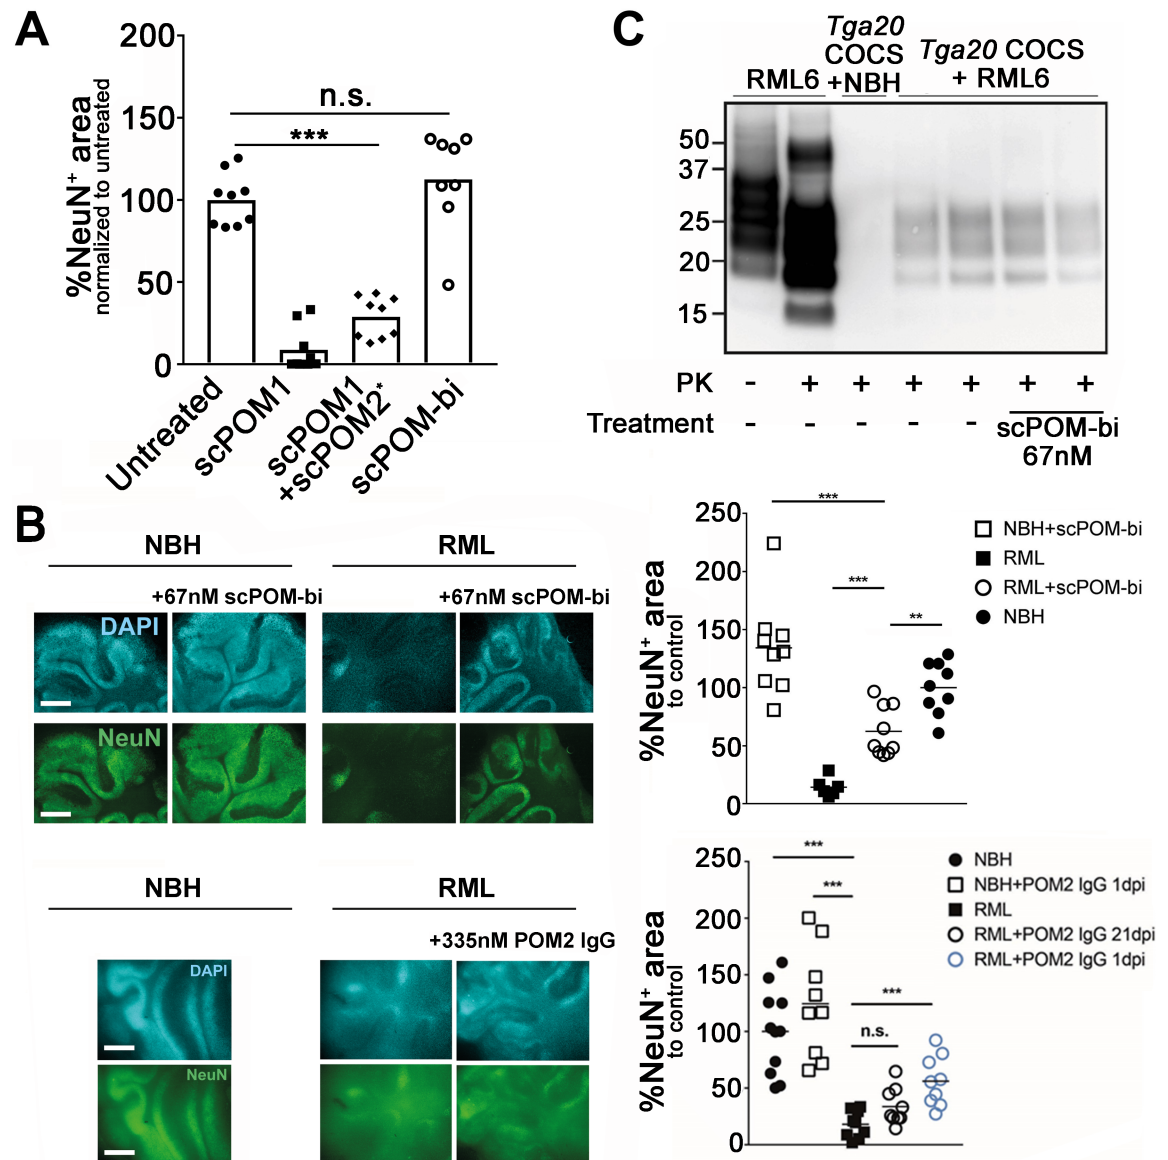 A
200
150
100
50
0
%NeuN+ area
normalized to untreated
n.s.
***
Untreated
scPOM1
scPOM1
+scPOM2*
scPOM-bi
C
RML6
Tga20
COCS
+NBH
Tga20 COCS
+ RML6
50
37
25
20
15
PK - + + + + + +
Treatment - - - - -
scPOM-bi
67nM
B
NBH
RML
+67nM scPOM-bi
+67nM scPOM-bi
DAPI
NeuN
NBH
RML
+335nM POM2 IgG
DAPI
NeuN
250
200
150
100
50
0
%NeuN+ area
to control
***
***
**
NBH+scPOM-bi
RML
RML+scPOM-bi
NBH
250
200
150
100
50
0
%NeuN+ area
to control
***
***
***
n.s.
NBH
NBH+POM2 IgG 1dpi
RML
RML+POM2 IgG 21dpi
RML+POM2 IgG 1dpi